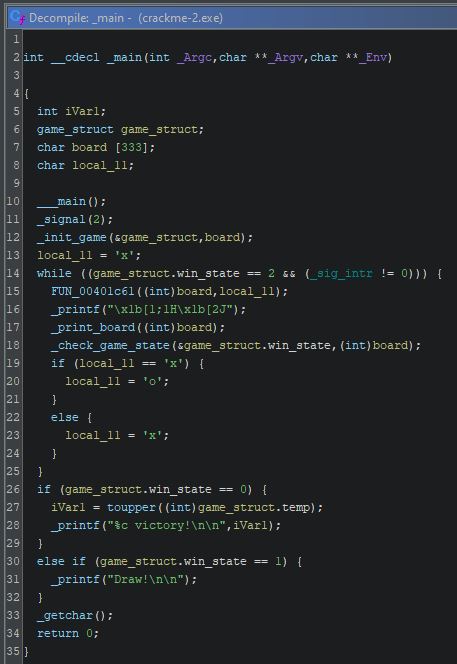 Decompile: _main - (crackme-2.exe)
1
2 int __cdecl _main(int _Argc,char **_Argv,char **_Env)
3
4 {
5   int iVar1;
6   game_struct game_struct;
7   char board [333];
8   char local_11;
9
10   ___main();
11   _signal(2);
12   _init_game(&game_struct,board);
13   local_11 = 'x';
14   while ((game_struct.win_state == 2 && (_sig_intr != 0))) {
15     FUN_00401c61((int)board,local_11);
16     _printf("\x1b[1;1H\x1b[2J");
17     _print_board((int)board);
18     _check_game_state(&game_struct.win_state,(int)board);
19     if (local_11 == 'x') {
20       local_11 = 'o';
21     }
22     else {
23       local_11 = 'x';
24     }
25   }
26   if (game_struct.win_state == 0) {
27     iVar1 = toupper((int)game_struct.temp);
28     _printf("%c victory!\n\n",iVar1);
29   }
30   else if (game_struct.win_state == 1) {
31     _printf("Draw!\n\n");
32   }
33   _getchar();
34   return 0;
35 }